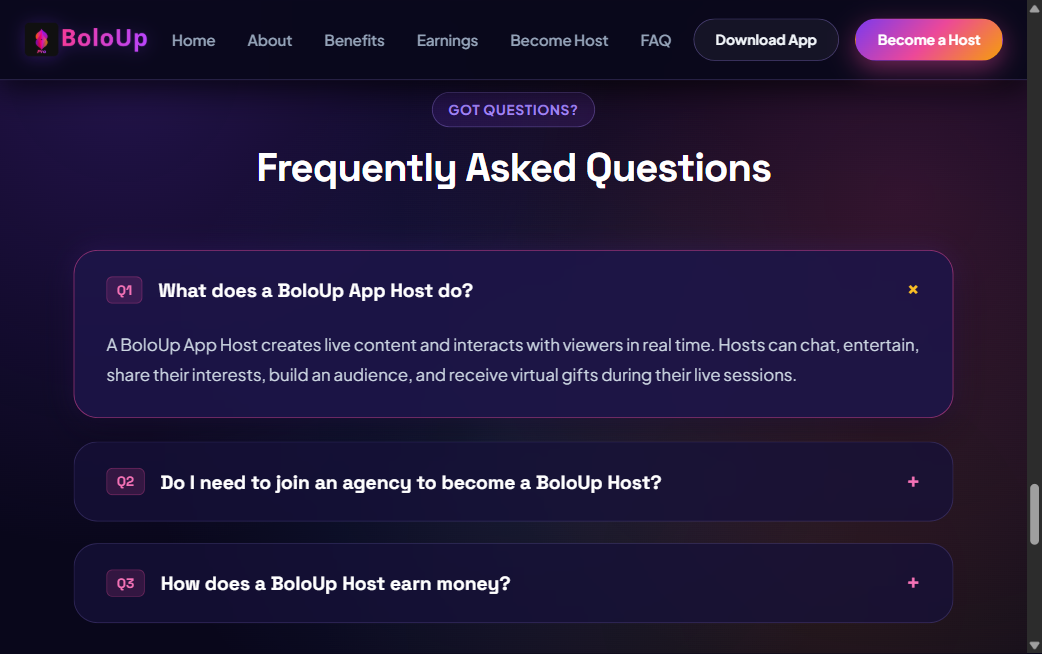 BoloUp
Home
About
Benefits
Earnings
Become Host
FAQ
Download App
Become a Host
GOT QUESTIONS?
Frequently Asked Questions
Q1
What does a BoloUp App Host do?
A BoloUp App Host creates live content and interacts with viewers in real time. Hosts can chat, entertain,
share their interests, build an audience, and receive virtual gifts during their live sessions.
Q2
Do I need to join an agency to become a BoloUp Host?
+
Q3
How does a BoloUp Host earn money?
+